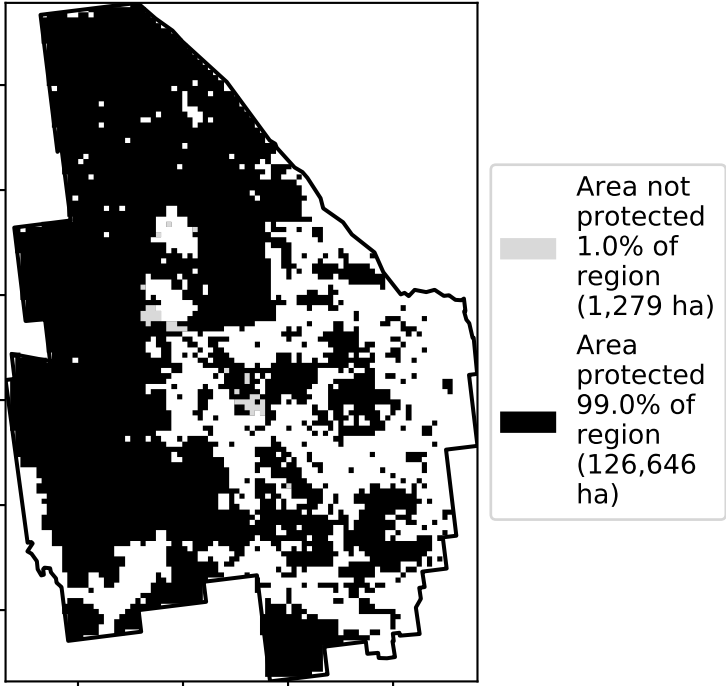 Area not
protected
1.0% of
region
(1,279 ha)
Area
protected
99.0% of
region
(126,646
ha)